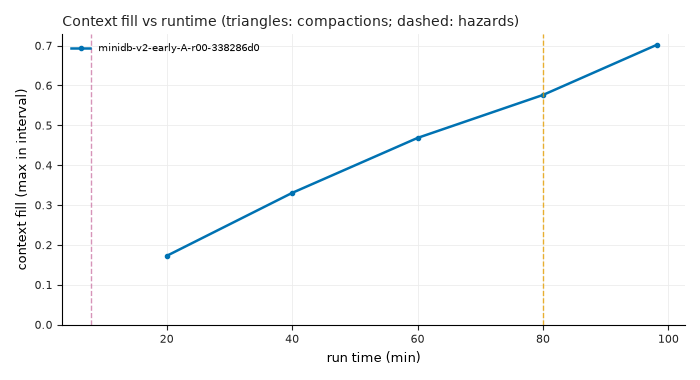 Context fill vs runtime (triangles: compactions; dashed: hazards)
minidb-v2-early-A-r00-338286d0
context fill (max in interval)
0.7
0.6
0.5
0.4
0.3
0.2
0.1
0.0
20 40 60 80 100
run time (min)